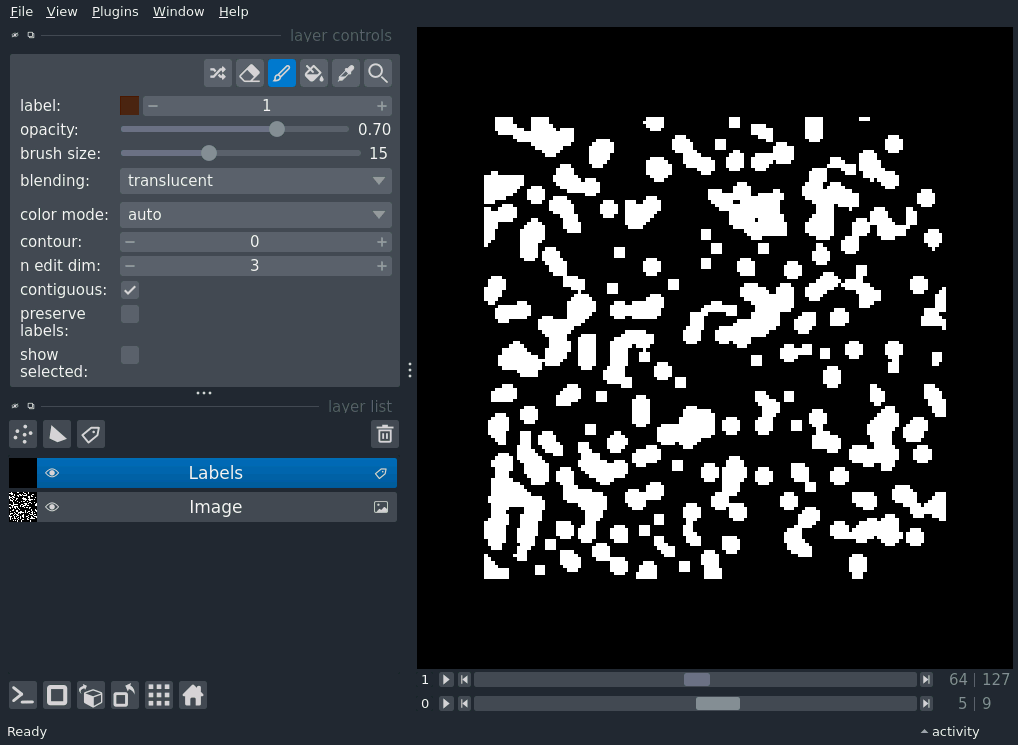 File View Plugins Window Help
layer controls
label: 1
opacity: 0.70
brush size: 15
blending: translucent
color mode: auto
contour: 0
n edit dim: 3
contiguous:
preserve
labels:
show
selected:
layer list
Labels
Image
1 64 | 127
0 5 | 9
Ready activity